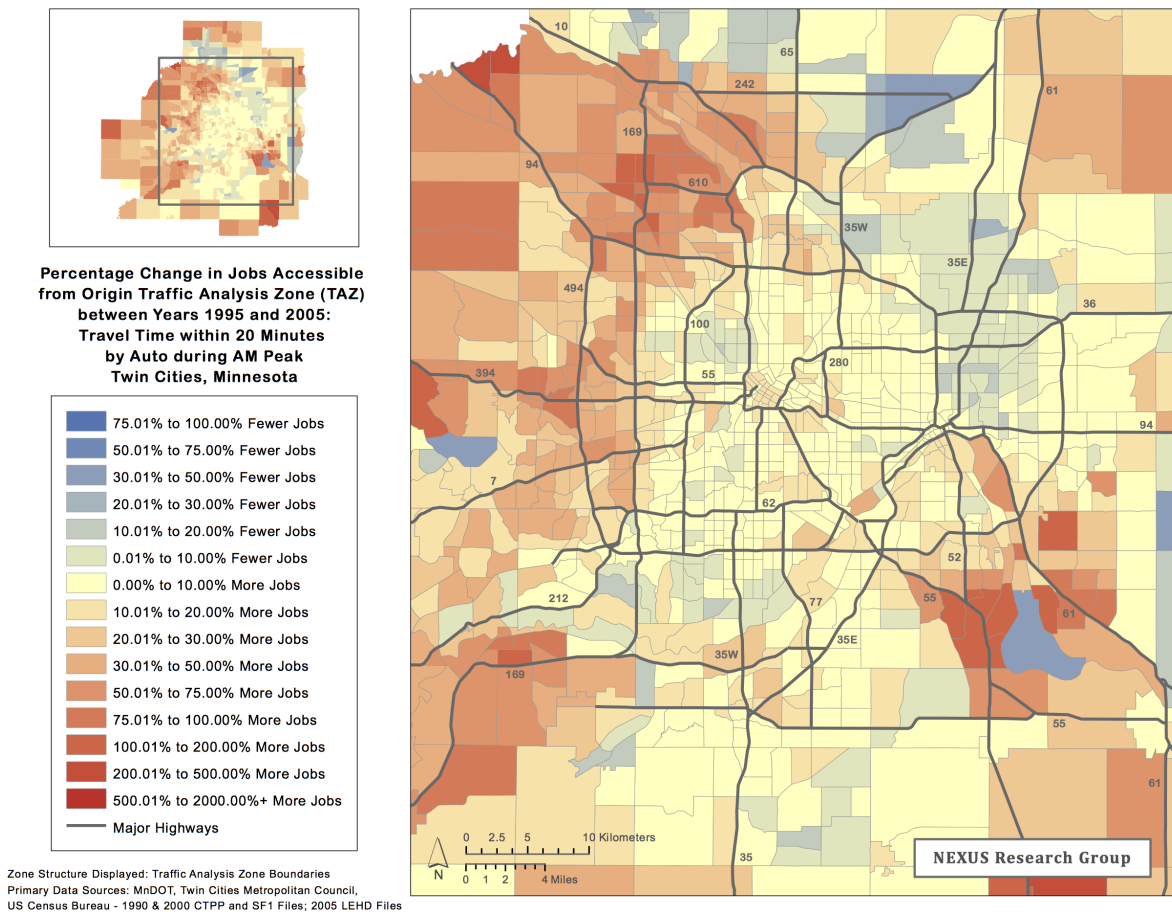 Percentage Change in Jobs Accessible
from Origin Traffic Analysis Zone (TAZ)
between Years 1995 and 2005:
Travel Time within 20 Minutes
by Auto during AM Peak
Twin Cities, Minnesota
75.01% to 100.00% Fewer Jobs
50.01% to 75.00% Fewer Jobs
30.01% to 50.00% Fewer Jobs
20.01% to 30.00% Fewer Jobs
10.01% to 20.00% Fewer Jobs
0.01% to 10.00% Fewer Jobs
0.00% to 10.00% More Jobs
10.01% to 20.00% More Jobs
20.01% to 30.00% More Jobs
30.01% to 50.00% More Jobs
50.01% to 75.00% More Jobs
75.01% to 100.00% More Jobs
100.01% to 200.00% More Jobs
200.01% to 500.00% More Jobs
500.01% to 2000.00%+ More Jobs
Major Highways
Zone Structure Displayed: Traffic Analysis Zone Boundaries
Primary Data Sources: MnDOT, Twin Cities Metropolitan Council,
US Census Bureau - 1990 & 2000 CTPP and SF1 Files; 2005 LEHD Files
10
65
242
61
169
94
610
35W
35E
494
36
100
280
55
394
94
7
62
52
212
77
55
61
35E
35W
169
55
61
35
0 2.5 5 10 Kilometers
0 1 2 4 Miles
N
NEXUS Research Group